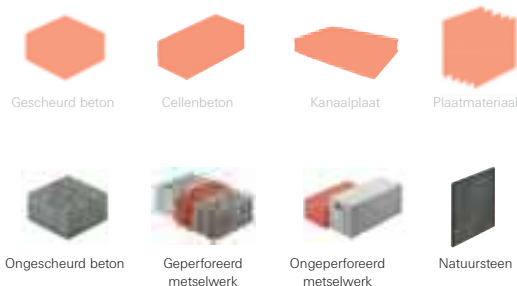 Gescheurd beton Cellenbeton Kanaalplaat Plaatmateriaal
Ongescheurd beton Geperforeerd Ongeperforeerd Natuursteen
metselwerk metselwerk